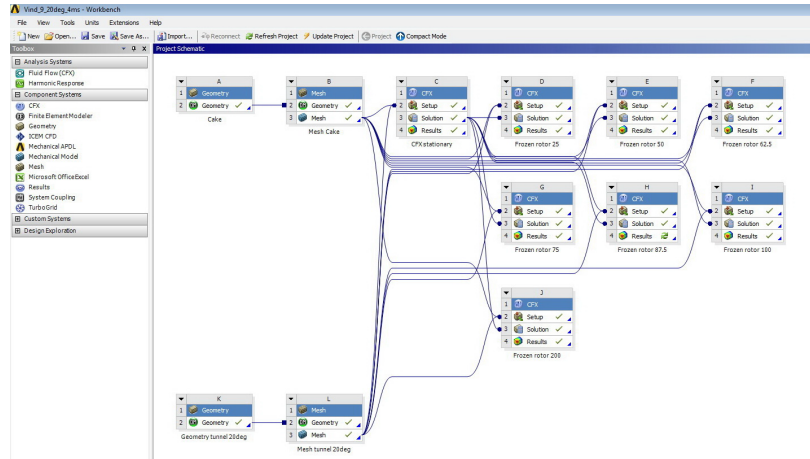 Vind_9_20deg_4ms - Workbench
File View Tools Units Extensions Help
New Open... Save Save As... Import... Reconnect Refresh Project Update Project Project Compact Mode
Toolbox
Project Schematic
Analysis Systems
Fluid Flow (CFX)
Harmonic Response
Component Systems
CFX
Finite Element Modeler
Geometry
ICEM CFD
Mechanical APDL
Mechanical Model
Mesh
Microsoft Office Excel
Results
System Coupling
TurboGrid
Custom Systems
Design Exploration
A
1 Geometry
2 Geometry
Cake
B
1 Mesh
2 Geometry
3 Mesh
Mesh Cake
C
1 CFX
2 Setup
3 Solution
4 Results
CFX stationary
D
1 CFX
2 Setup
3 Solution
4 Results
Frozen rotor 25
E
1 CFX
2 Setup
3 Solution
4 Results
Frozen rotor 50
F
1 CFX
2 Setup
3 Solution
4 Results
Frozen rotor 62.5
G
1 CFX
2 Setup
3 Solution
4 Results
Frozen rotor 75
H
1 CFX
2 Setup
3 Solution
4 Results
Frozen rotor 87.5
I
1 CFX
2 Setup
3 Solution
4 Results
Frozen rotor 100
J
1 CFX
2 Setup
3 Solution
4 Results
Frozen rotor 200
K
1 Geometry
2 Geometry
Geometry tunnel 20deg
L
1 Mesh
2 Geometry
3 Mesh
Mesh tunnel 20deg